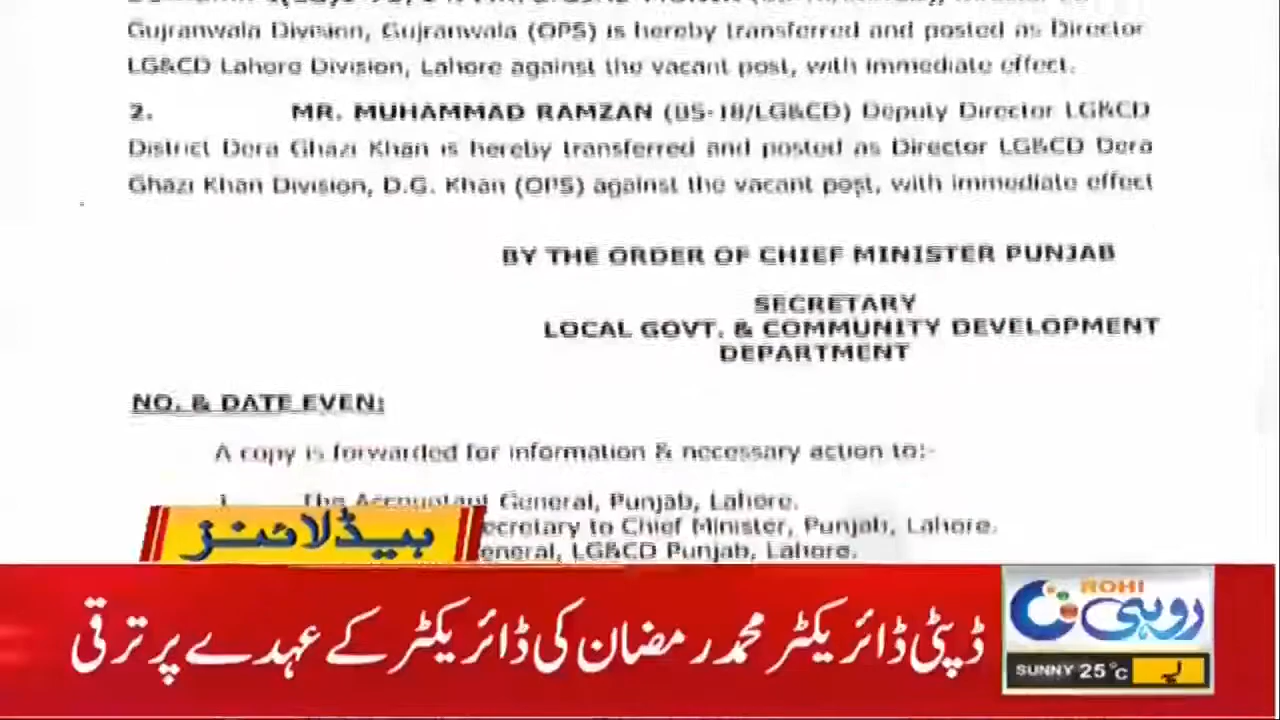 Gujranwala Division, Gujranwala (OPS) is hereby transferred and posted as Director
LG&CD Lahore Division, Lahore against the vacant post, with immediate effect.
2. MR. MUHAMMAD RAMZAN (BS-18/LG&CD) Deputy Director LG&CD
District Dera Ghazi Khan is hereby transferred and posted as Director LG&CD Dera
Ghazi Khan Division, D.G. Khan (OPS) against the vacant post, with immediate effect
BY THE ORDER OF CHIEF MINISTER PUNJAB
SECRETARY
LOCAL GOVT. & COMMUNITY DEVELOPMENT
DEPARTMENT
NO. & DATE EVEN:
A copy is forwarded for information & necessary action to:-
1. The Accountant General, Punjab, Lahore.
ecretary to Chief Minister, Punjab, Lahore.
eneral, LG&CD Punjab, Lahore.
ہیڈلائنز
ڈپٹی ڈائریکٹر محمد رمضان کی ڈائریکٹر کے عہدے پر ترقی
ROHI
روہی
SUNNY 25°C لیہ